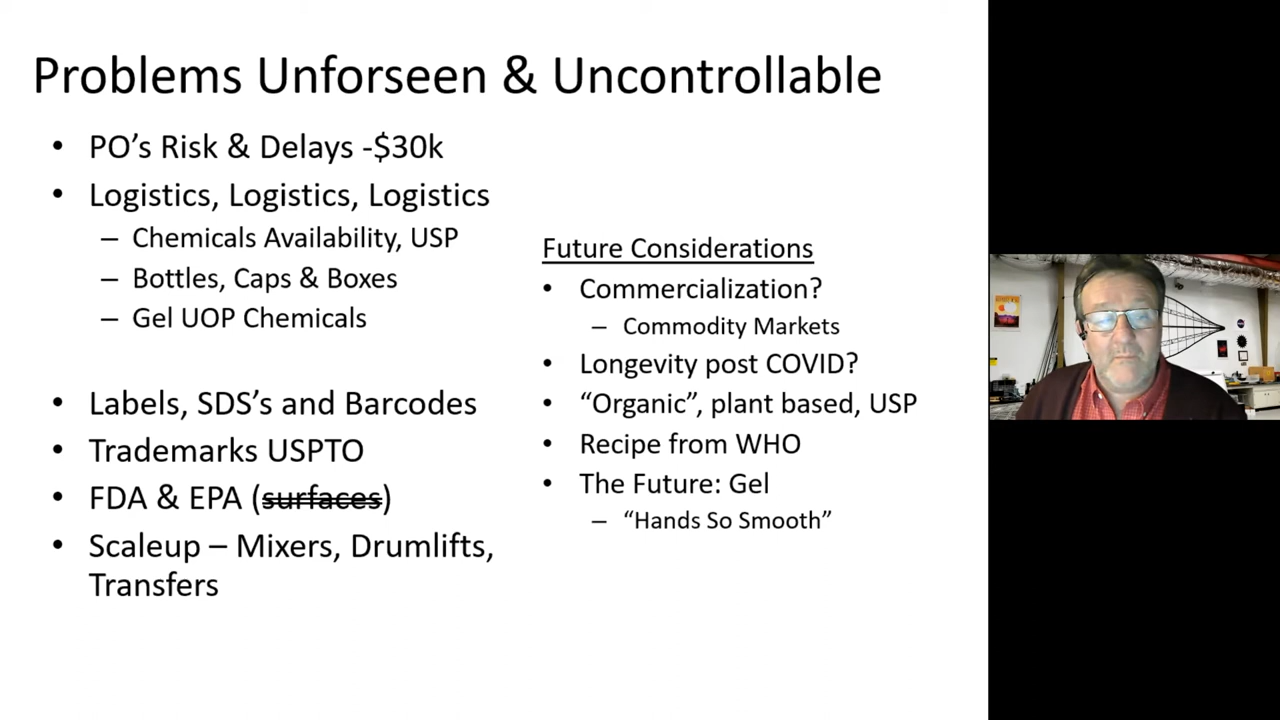 Problems Unforseen & Uncontrollable
• PO’s Risk & Delays -$30k
• Logistics, Logistics, Logistics
– Chemicals Availability, USP
– Bottles, Caps & Boxes
– Gel UOP Chemicals
• Labels, SDS’s and Barcodes
• Trademarks USPTO
• FDA & EPA (surfaces)
• Scaleup – Mixers, Drumlifts,
Transfers
Future Considerations
• Commercialization?
– Commodity Markets
• Longevity post COVID?
• “Organic”, plant based, USP
• Recipe from WHO
• The Future: Gel
– “Hands So Smooth”